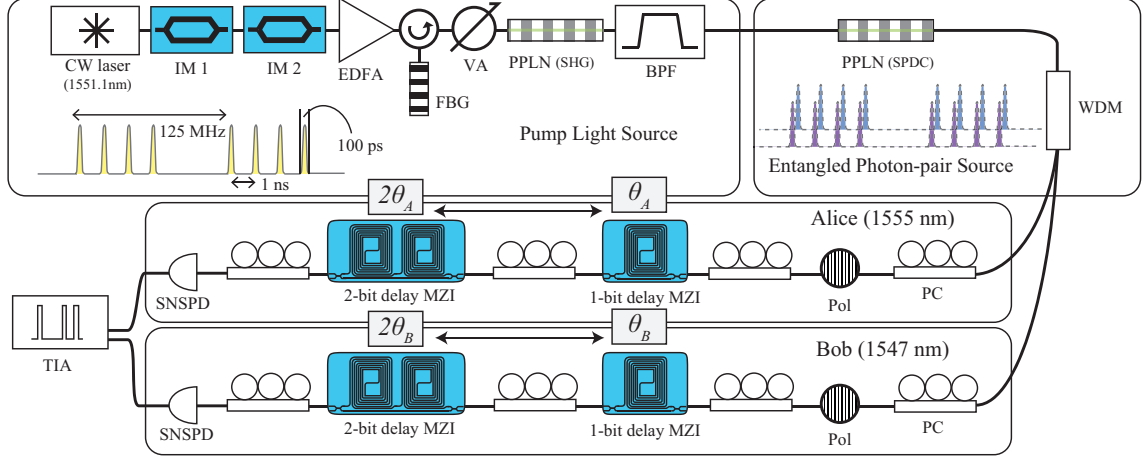 CW laser
(1551.1nm)
IM 1
IM 2
EDFA
FBG
VA
PPLN (SHG)
BPF
PPLN (SPDC)
WDM
125 MHz
100 ps
1 ns
Pump Light Source
Entangled Photon-pair Source
2θA
θA
Alice (1555 nm)
SNSPD
2-bit delay MZI
1-bit delay MZI
Pol
PC
TIA
2θB
θB
Bob (1547 nm)
SNSPD
2-bit delay MZI
1-bit delay MZI
Pol
PC